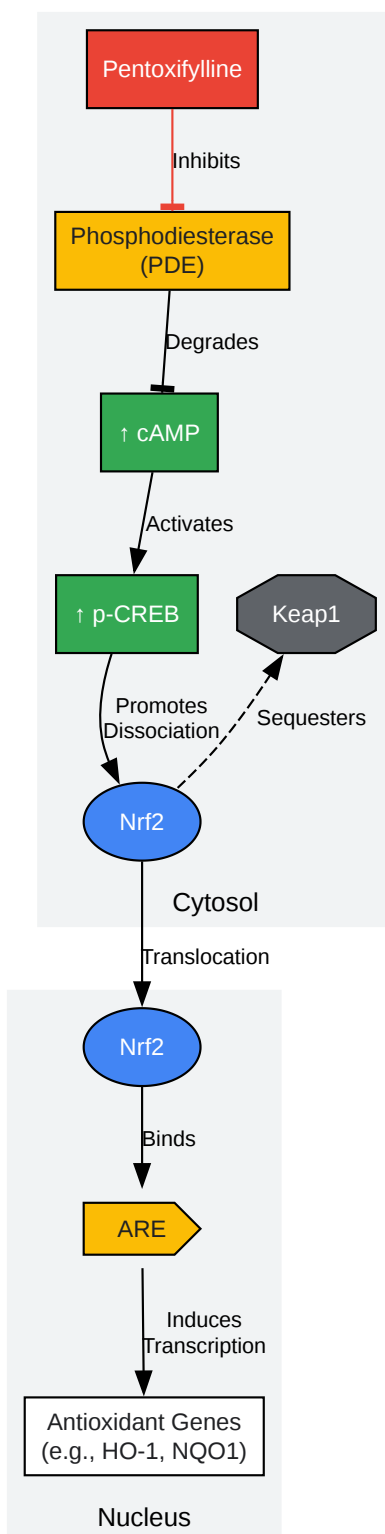 Pentoxifylline
Inhibits
Phosphodiesterase
(PDE)
Degrades
↑ cAMP
Activates
↑ p-CREB
Keap1
Promotes
Dissociation
Sequesters
Nrf2
Cytosol
Translocation
Nrf2
Binds
ARE
Induces
Transcription
Antioxidant Genes
(e.g., HO-1, NQO1)
Nucleus